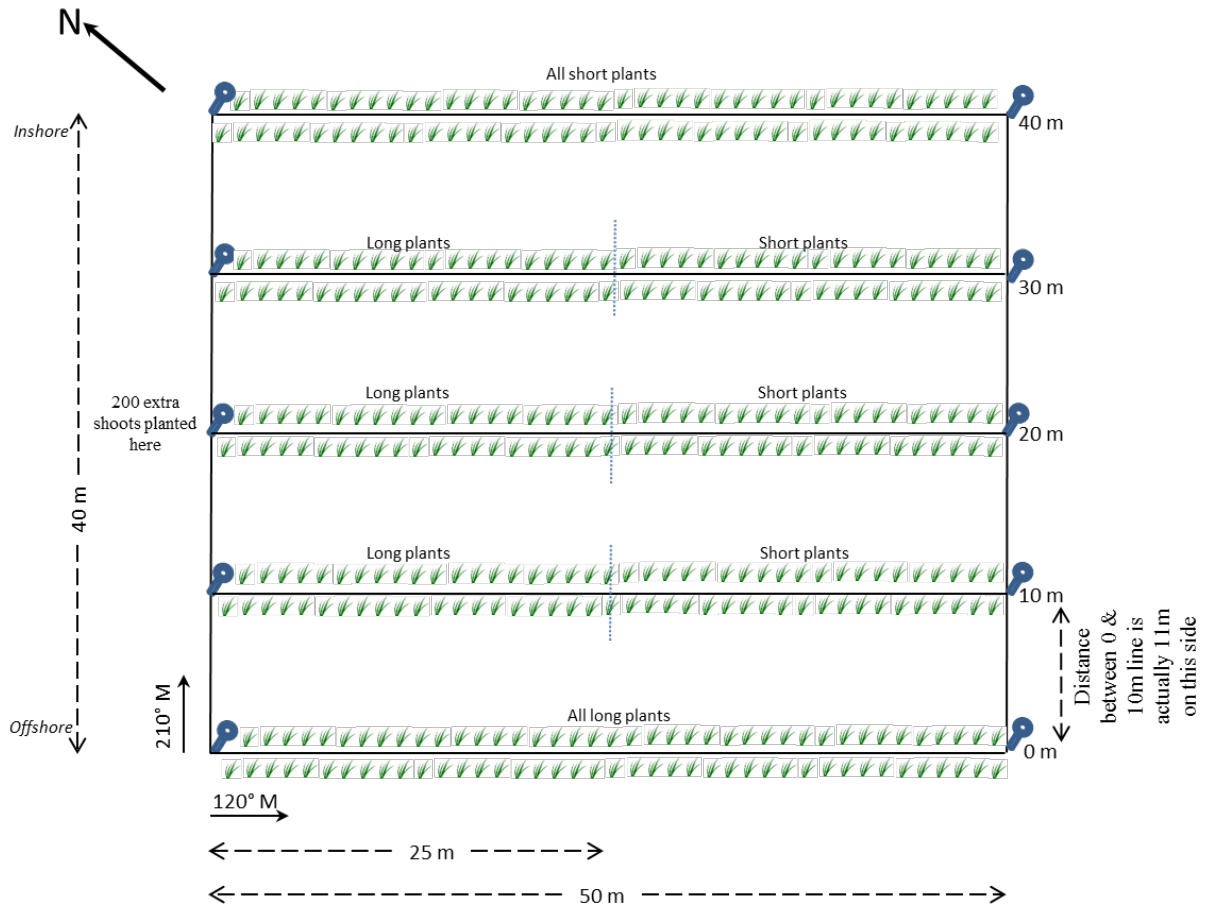 N
All short plants
Inshore
40 m
Long plants
Short plants
30 m
Long plants
Short plants
200 extra
shoots planted
here
20 m
40 m
Long plants
Short plants
10 m
Distance
between 0 &
10m line is
actually 11m
on this side
210° M
All long plants
Offshore
0 m
120° M
25 m
50 m